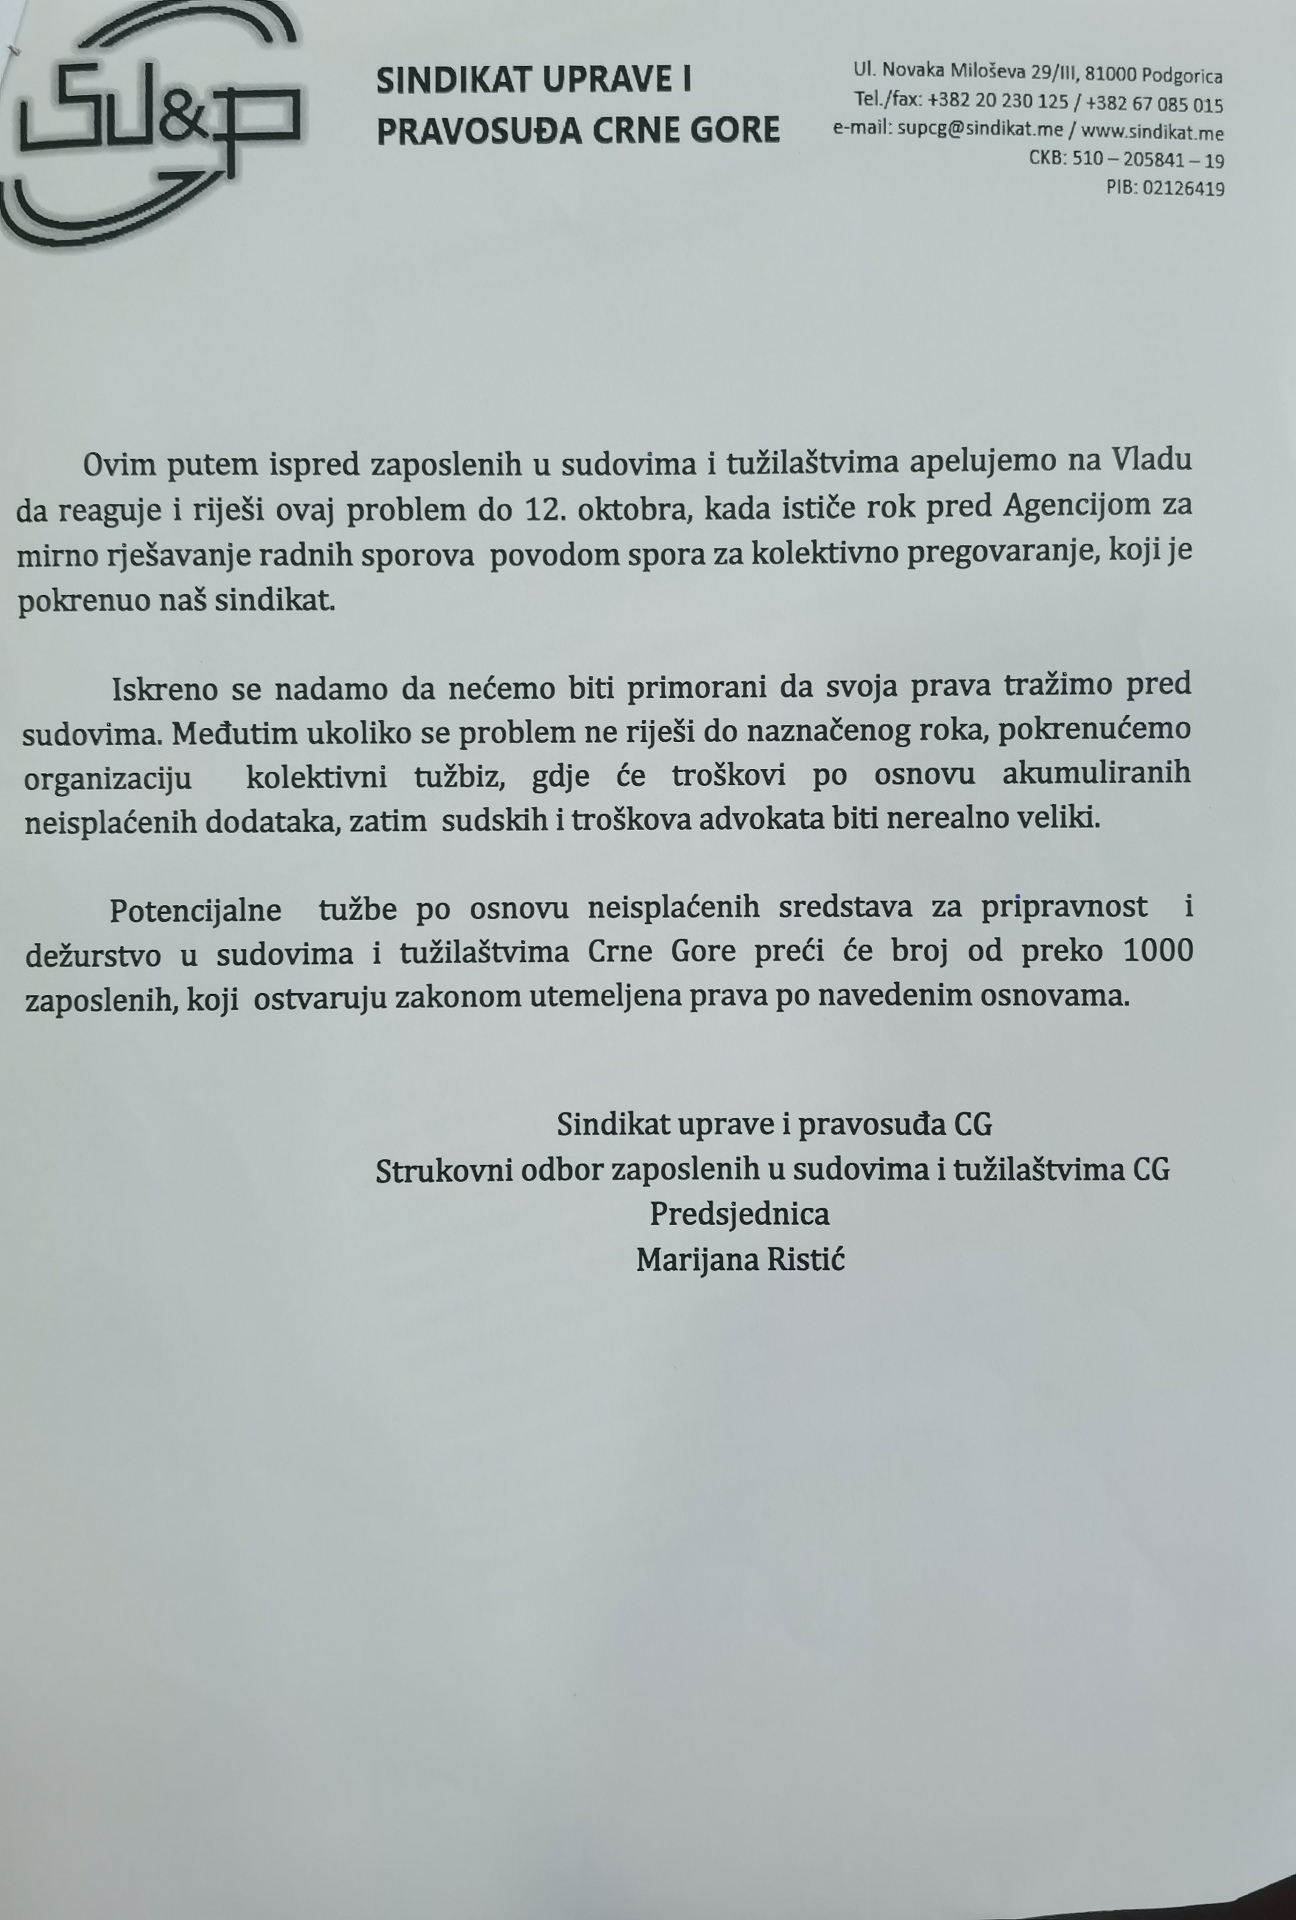 SU&P
SINDIKAT UPRAVE I
PRAVOSUĐA CRNE GORE
Ul. Novaka Miloševa 29/III, 81000 Podgorica
Tel./fax: +382 20 230 125 / +382 67 085 015
e-mail: supcg@sindikat.me / www.sindikat.me
CKB: 510 – 205841 – 19
PIB: 02126419
Ovim putem ispred zaposlenih u sudovima i tužilaštvima apelujemo na Vladu
da reaguje i riješi ovaj problem do 12. oktobra, kada ističe rok pred Agencijom za
mirno rješavanje radnih sporova povodom spora za kolektivno pregovaranje, koji je
pokrenuo naš sindikat.
Iskreno se nadamo da nećemo biti primorani da svoja prava tražimo pred
sudovima. Međutim ukoliko se problem ne riješi do naznačenog roka, pokrenućemo
organizaciju kolektivni tužbiz, gdje će troškovi po osnovu akumuliranih
neisplaćenih dodataka, zatim sudskih i troškova advokata biti nerealno veliki.
Potencijalne tužbe po osnovu neisplaćenih sredstava za pripravnost i
dežurstvo u sudovima i tužilaštvima Crne Gore preći će broj od preko 1000
zaposlenih, koji ostvaruju zakonom utemeljena prava po navedenim osnovama.
Sindikat uprave i pravosuđa CG
Strukovni odbor zaposlenih u sudovima i tužilaštvima CG
Predsjednica
Marijana Ristić